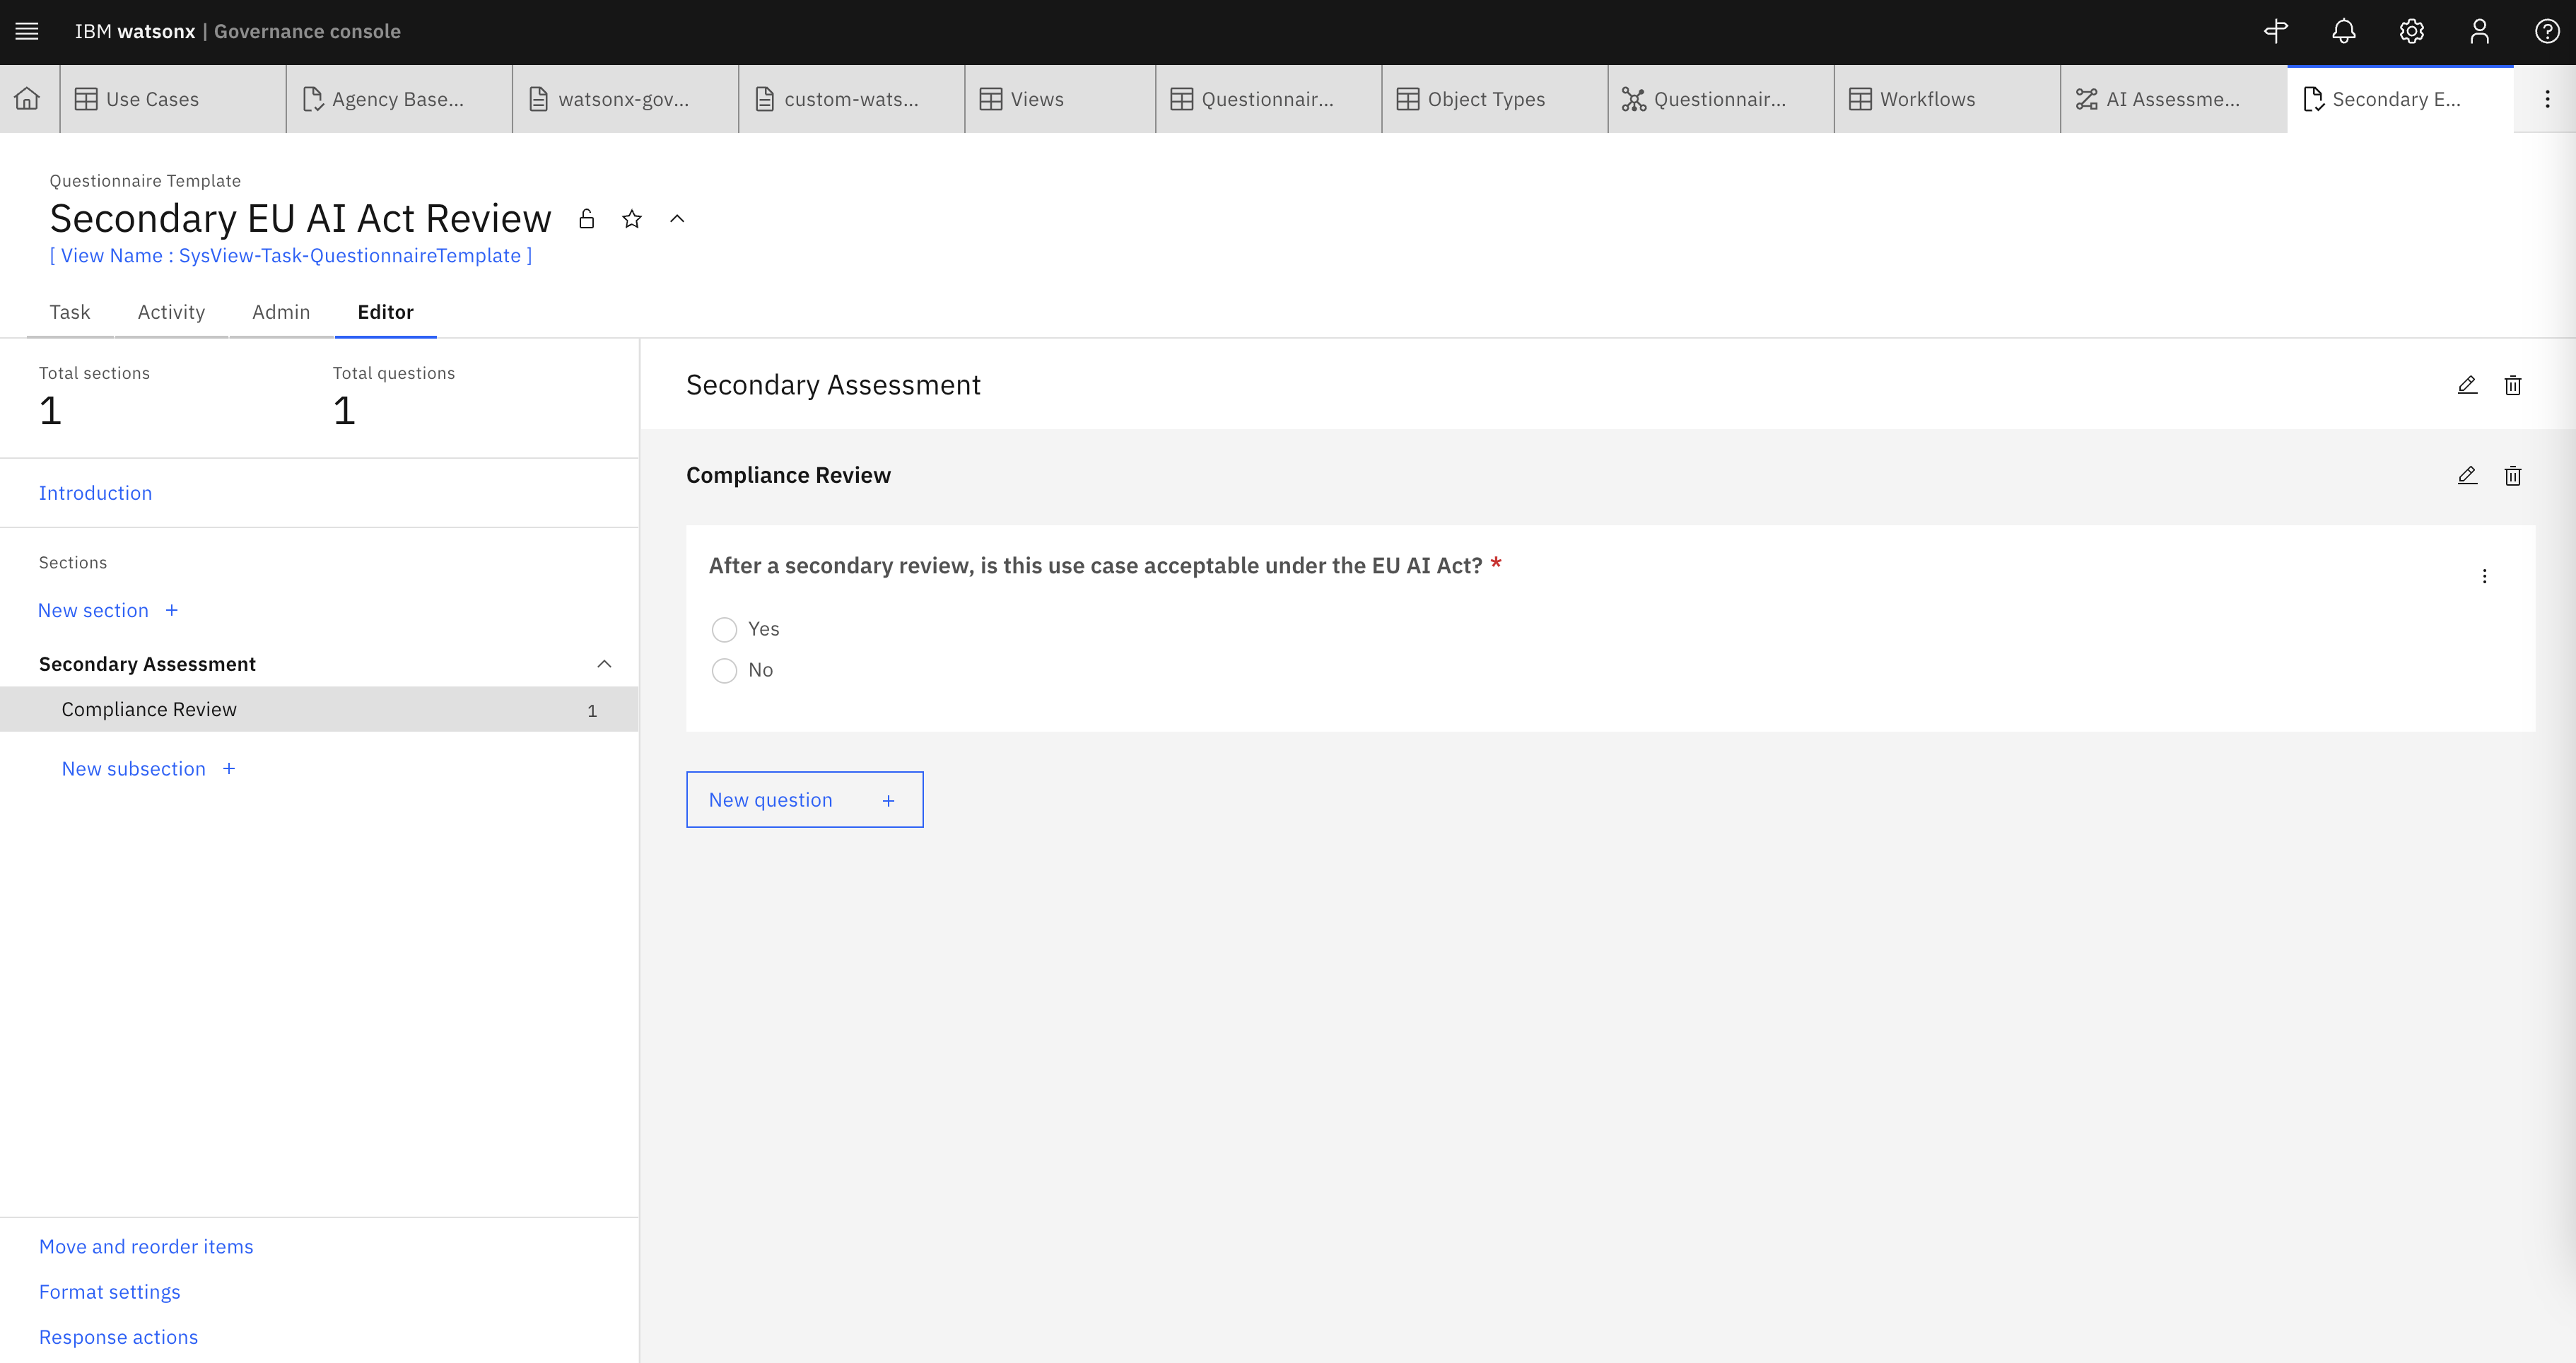 IBM watsonx | Governance console
Use Cases
Agency Base...
watsonx-gov...
custom-wats...
Views
Questionnair...
Object Types
Questionnair...
Workflows
AI Assessme...
Secondary E...
Questionnaire Template
Secondary EU AI Act Review
[ View Name : SysView-Task-QuestionnaireTemplate ]
Task
Activity
Admin
Editor
Total sections
1
Total questions
1
Introduction
Sections
New section +
Secondary Assessment
Compliance Review 1
New subsection +
Move and reorder items
Format settings
Response actions
Secondary Assessment
Compliance Review
After a secondary review, is this use case acceptable under the EU AI Act? *
Yes
No
New question +